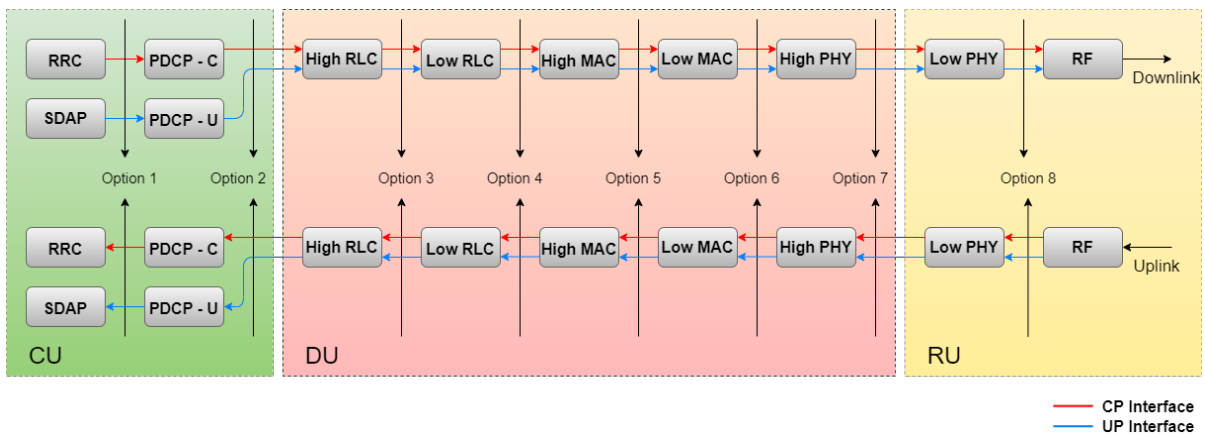 RRC
PDCP - C
High RLC
Low RLC
High MAC
Low MAC
High PHY
Low PHY
RF
Downlink
SDAP
PDCP - U
Option 1
Option 2
Option 3
Option 4
Option 5
Option 6
Option 7
Option 8
RRC
PDCP - C
High RLC
Low RLC
High MAC
Low MAC
High PHY
Low PHY
RF
Uplink
SDAP
PDCP - U
CU
DU
RU
CP Interface
UP Interface